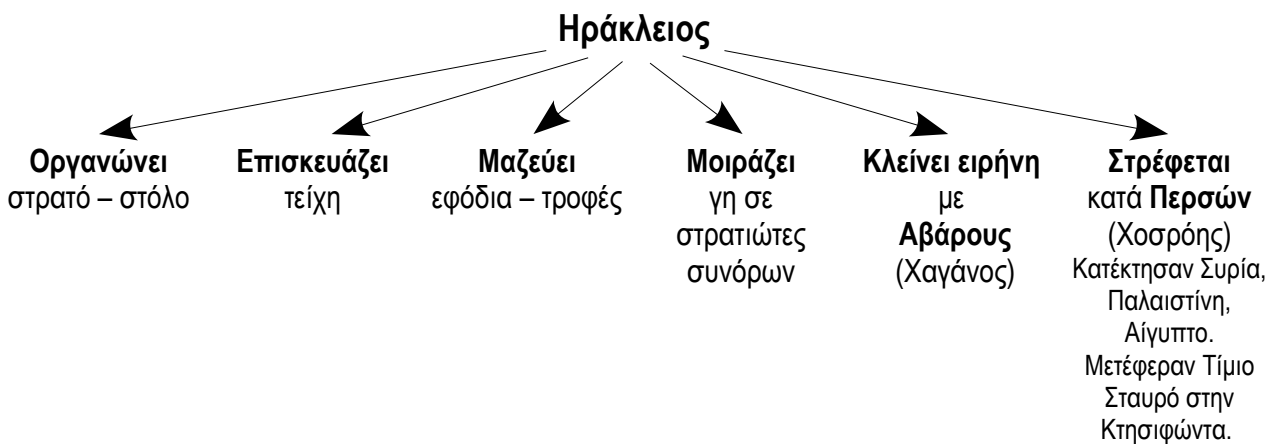 Ηράκλειος
Οργανώνει
στρατό – στόλο
Επισκευάζει
τείχη
Μαζεύει
εφόδια – τροφές
Μοιράζει
γη σε
στρατιώτες
συνόρων
Κλείνει ειρήνη
με
Αβάρους
(Χαγάνος)
Στρέφεται
κατά Περσών
(Χοσρόης)
Κατέκτησαν Συρία,
Παλαιστίνη,
Αίγυπτο.
Μετέφεραν Τίμιο
Σταυρό στην
Κτησιφώντα.